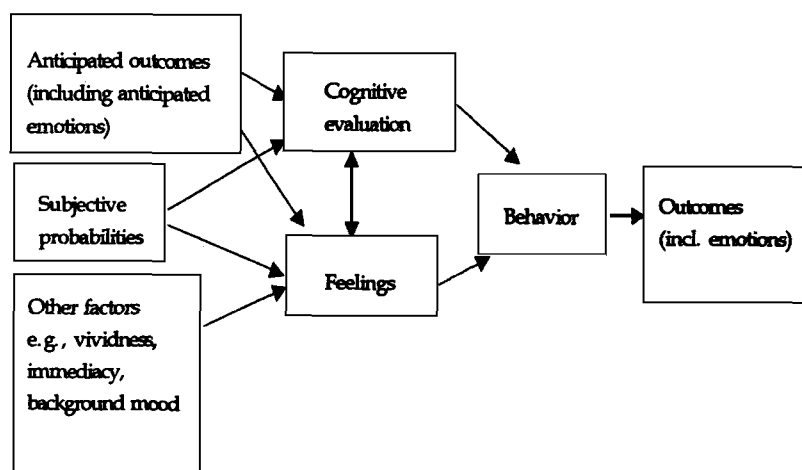 Anticipated outcomes
(including anticipated
emotions)
Cognitive
evaluation
Subjective
probabilities
Feelings
Behavior
Outcomes
(incl. emotions)
Other factors
e.g., vividness,
immediacy,
background mood